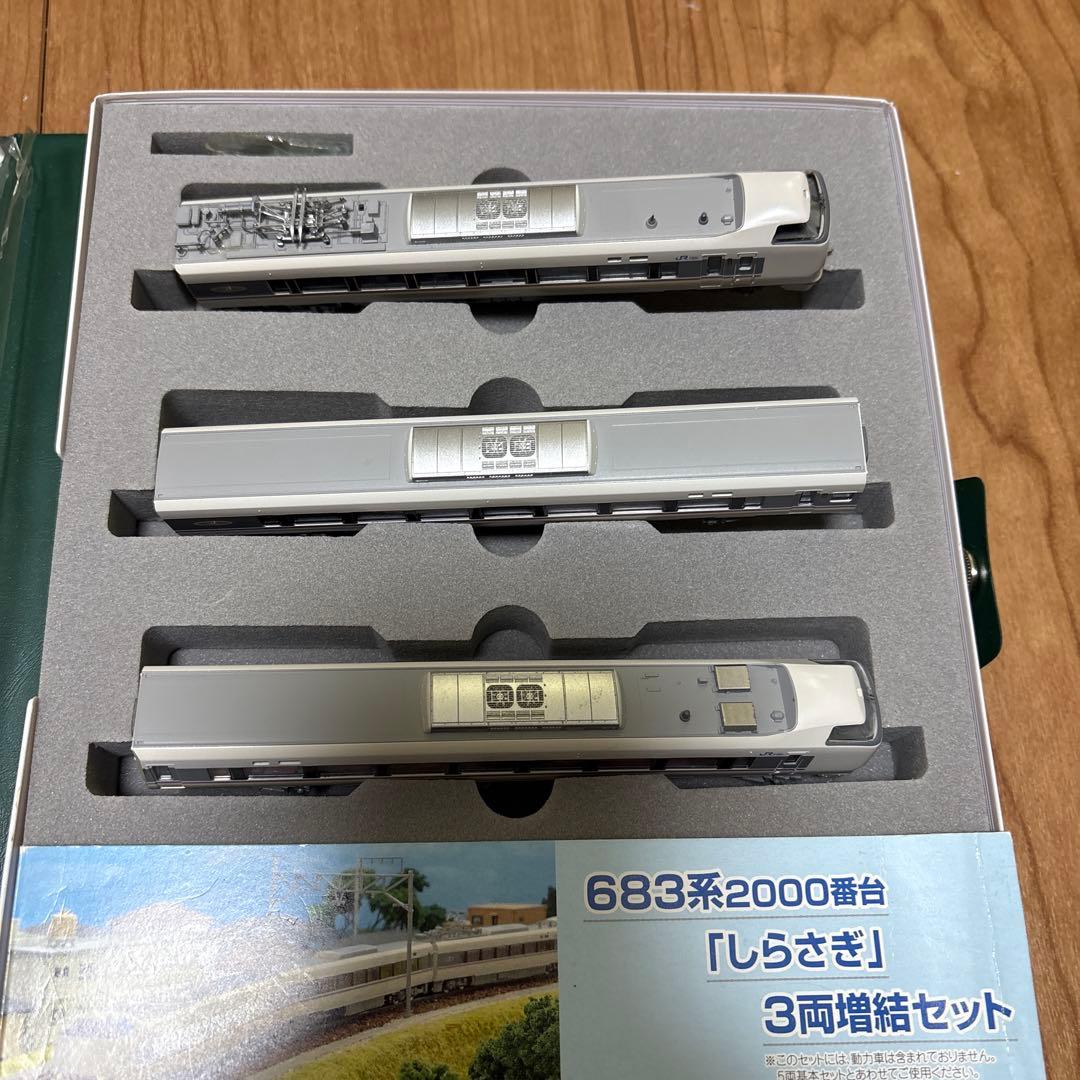 JR
JR
683系2000番台
「しらさぎ」
3両増結セット
※このセットには、動力車は含まれておりません。
5両基本セットとあわせてご使用ください。